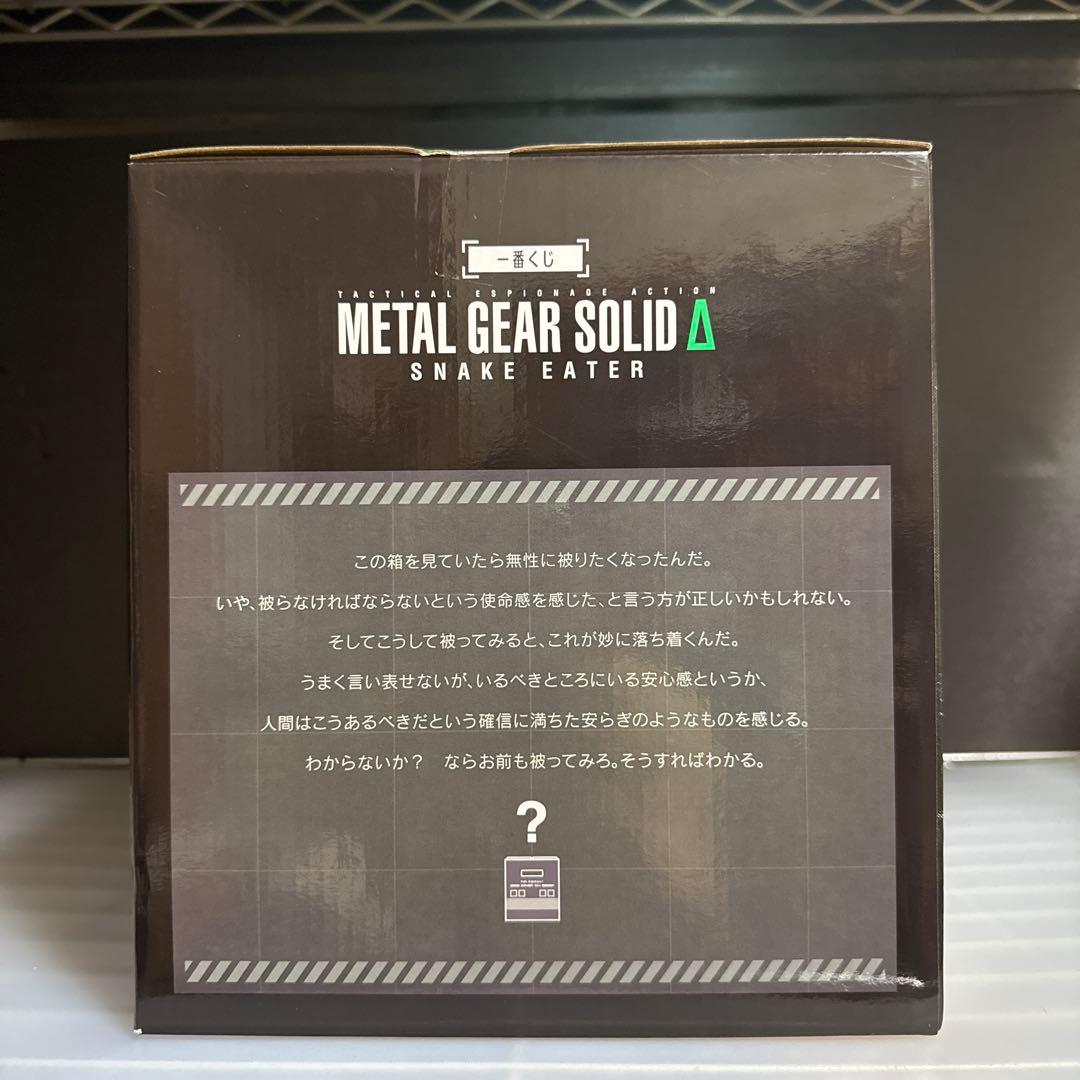 一番くじ
TACTICAL ESPIONAGE ACTION
METAL GEAR SOLID Δ
SNAKE EATER
この箱を見ていたら無性に被りたくなったんだ。
いや、被らなければならないという使命感を感じた、と言う方が正しいかもしれない。
そしてこうして被ってみると、これが妙に落ち着くんだ。
うまく言い表せないが、いるべきところにいる安心感というか、
人間はこうあるべきだという確信に満ちた安らぎのようなものを感じる。
わからないか？　ならお前も被ってみろ。そうすればわかる。
?